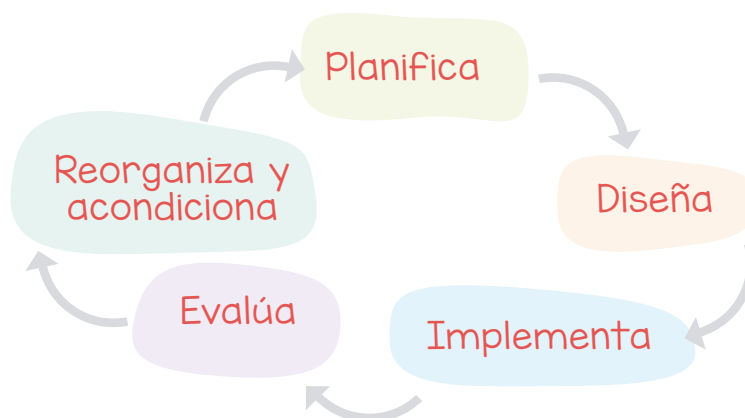 Planifica
Diseña
Implementa
Evalúa
Reorganiza y
acondiciona